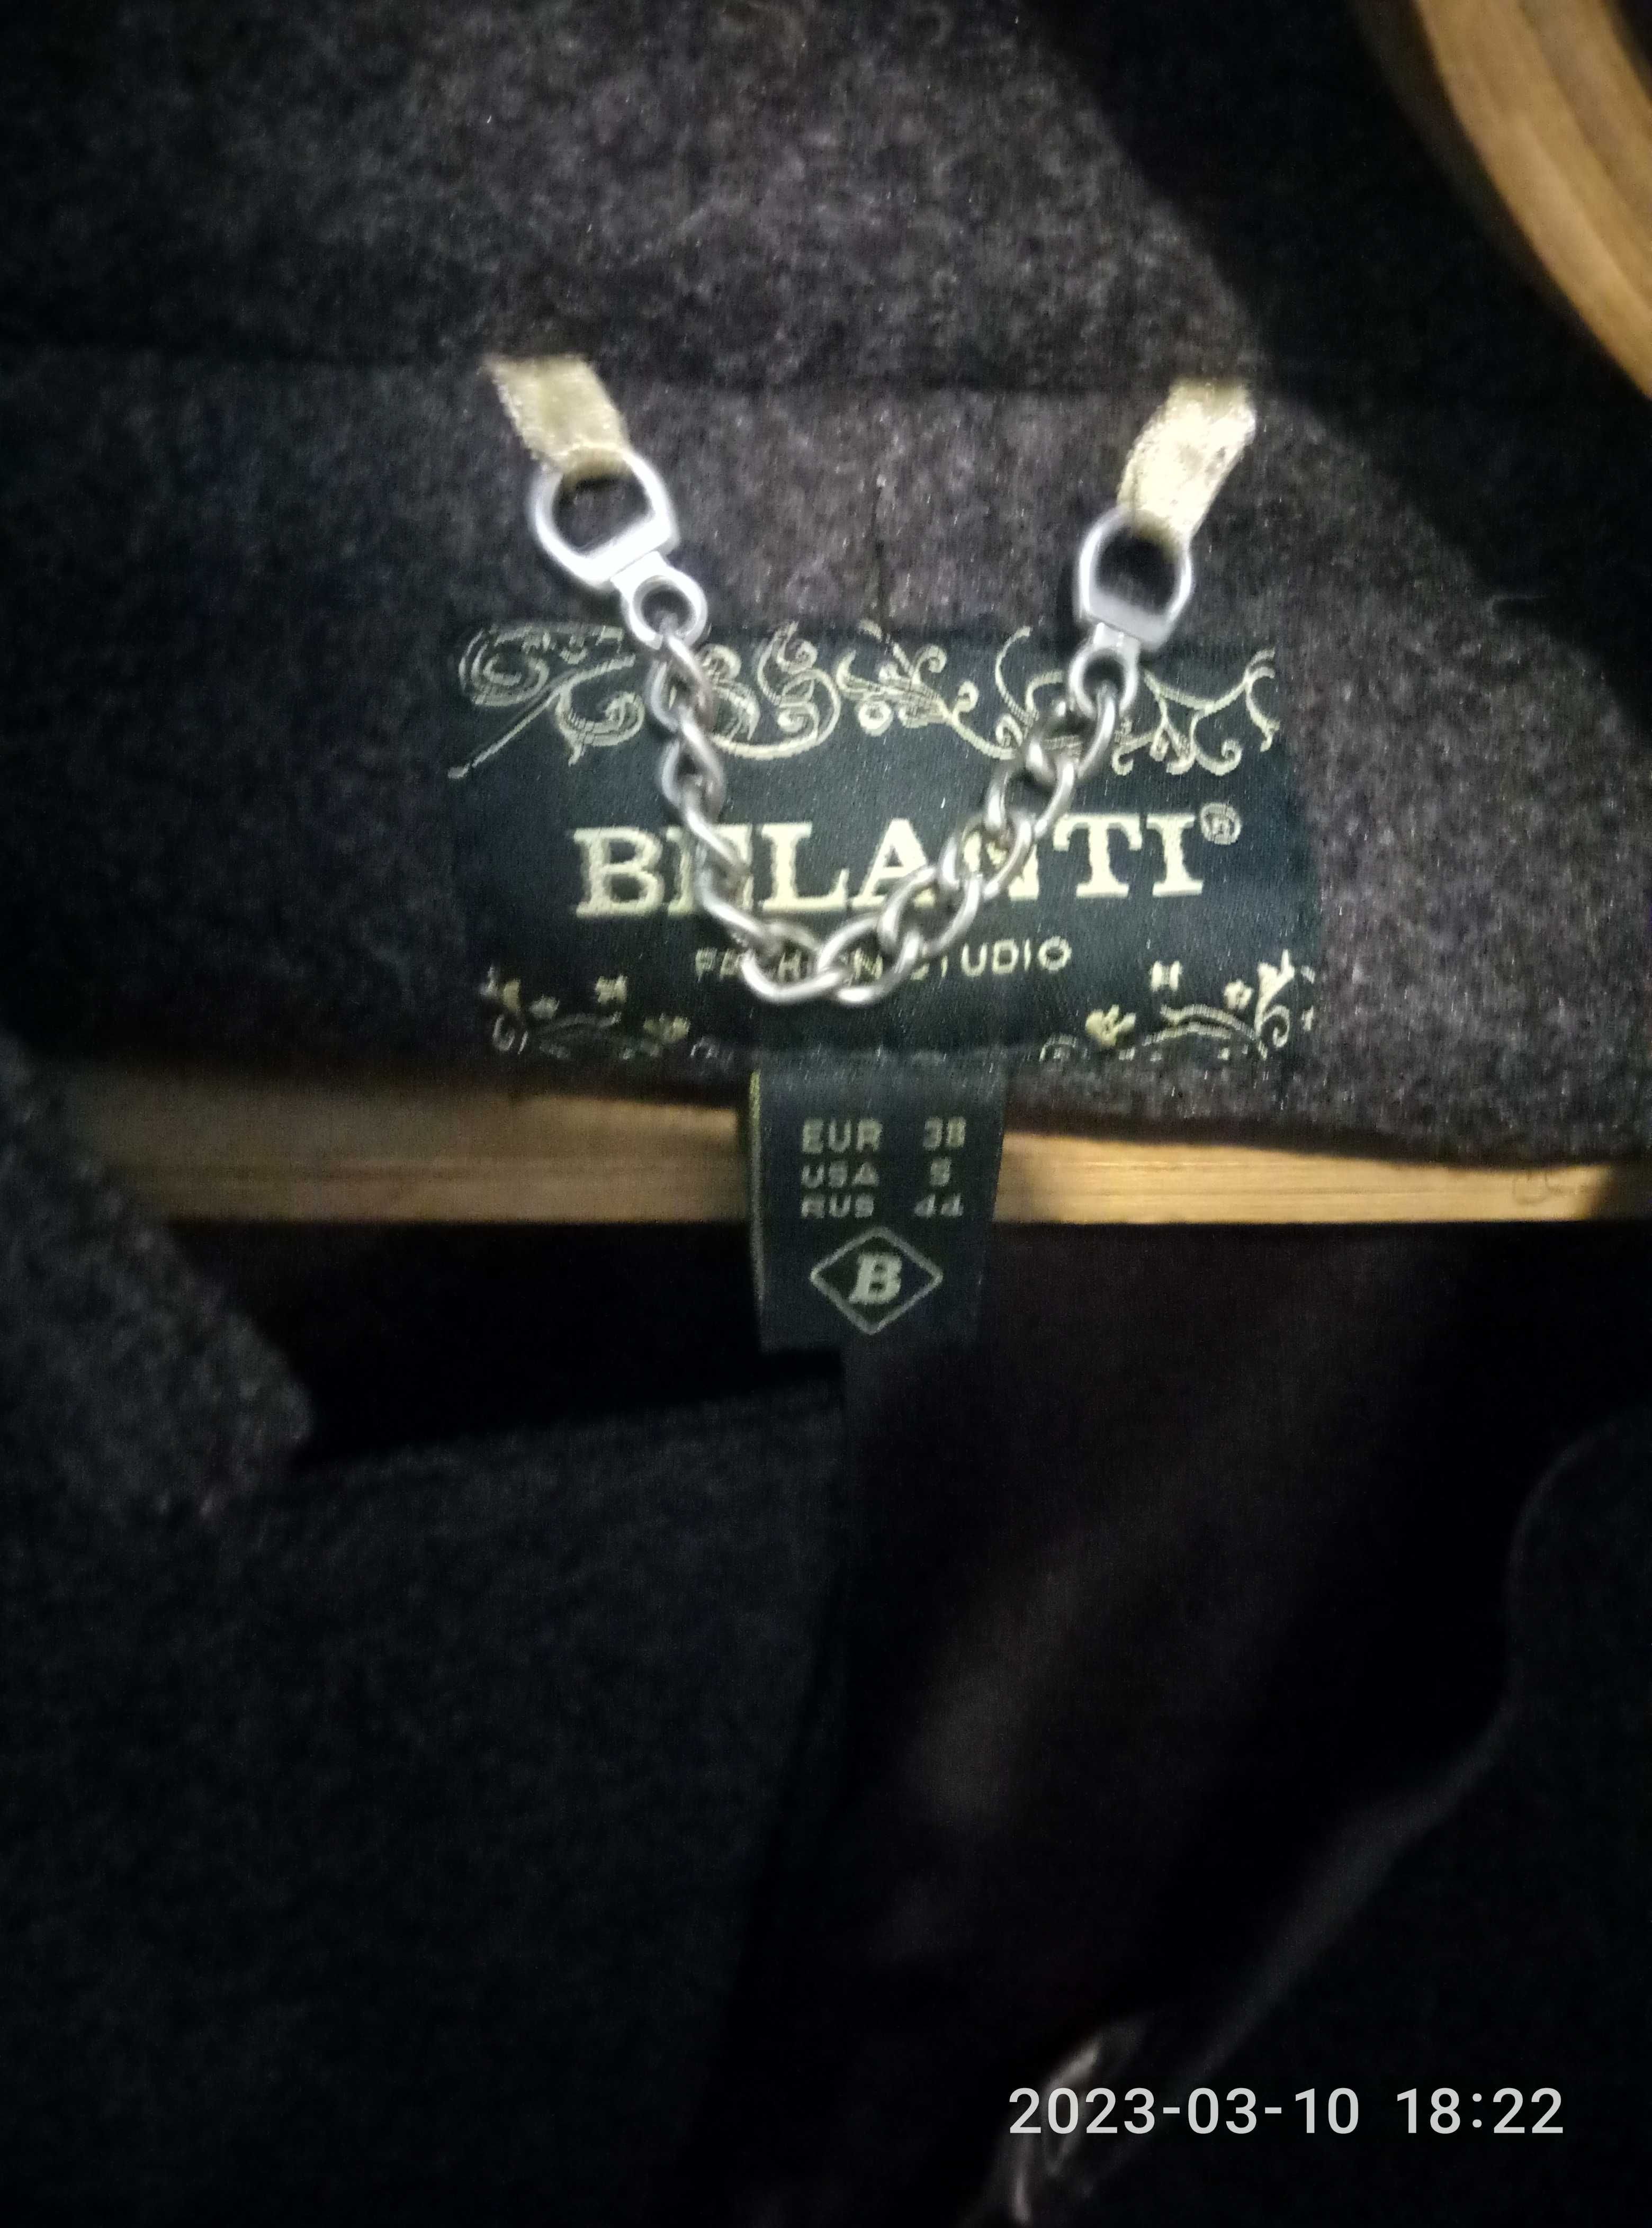 BELANTI®
FASHION STUDIO
EUR 38
USA S
RUS 44
B
2023-03-10 18:22